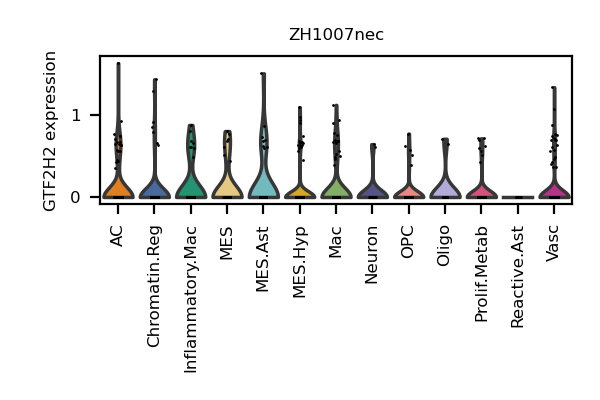 ZH1007nec
GTF2H2 expression
1
0
AC
Chromatin.Reg
Inflammatory.Mac
MES
MES.Ast
MES.Hyp
Mac
Neuron
OPC
Oligo
Prolif.Metab
Reactive.Ast
Vasc